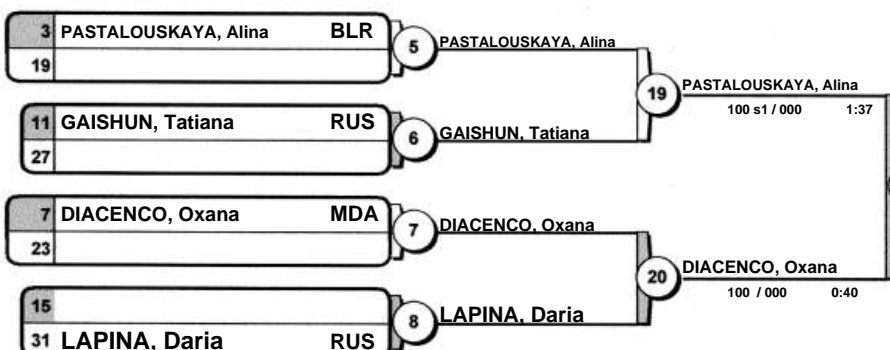 3 PASTALOUSKAYA, Alina BLR
19
5 PASTALOUSKAYA, Alina
11 GAISHUN, Tatiana RUS
27
6 GAISHUN, Tatiana
19 PASTALOUSKAYA, Alina
100 s1 / 000 1:37
7 DIACENCO, Oxana MDA
23
7 DIACENCO, Oxana
15
31 LAPINA, Daria RUS
8 LAPINA, Daria
20 DIACENCO, Oxana
100 / 000 0:40